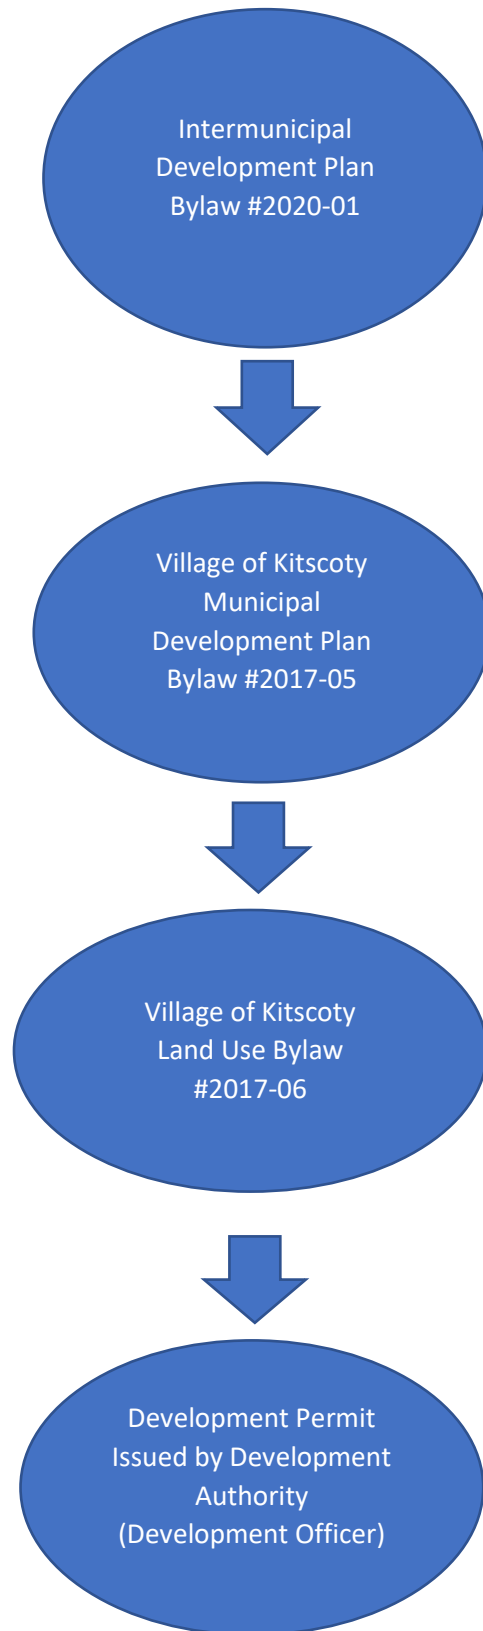 Intermunicipal
Development Plan
Bylaw #2020-01
Village of Kitscoty
Municipal
Development Plan
Bylaw #2017-05
Village of Kitscoty
Land Use Bylaw
#2017-06
Development Permit
Issued by Development
Authority
(Development Officer)